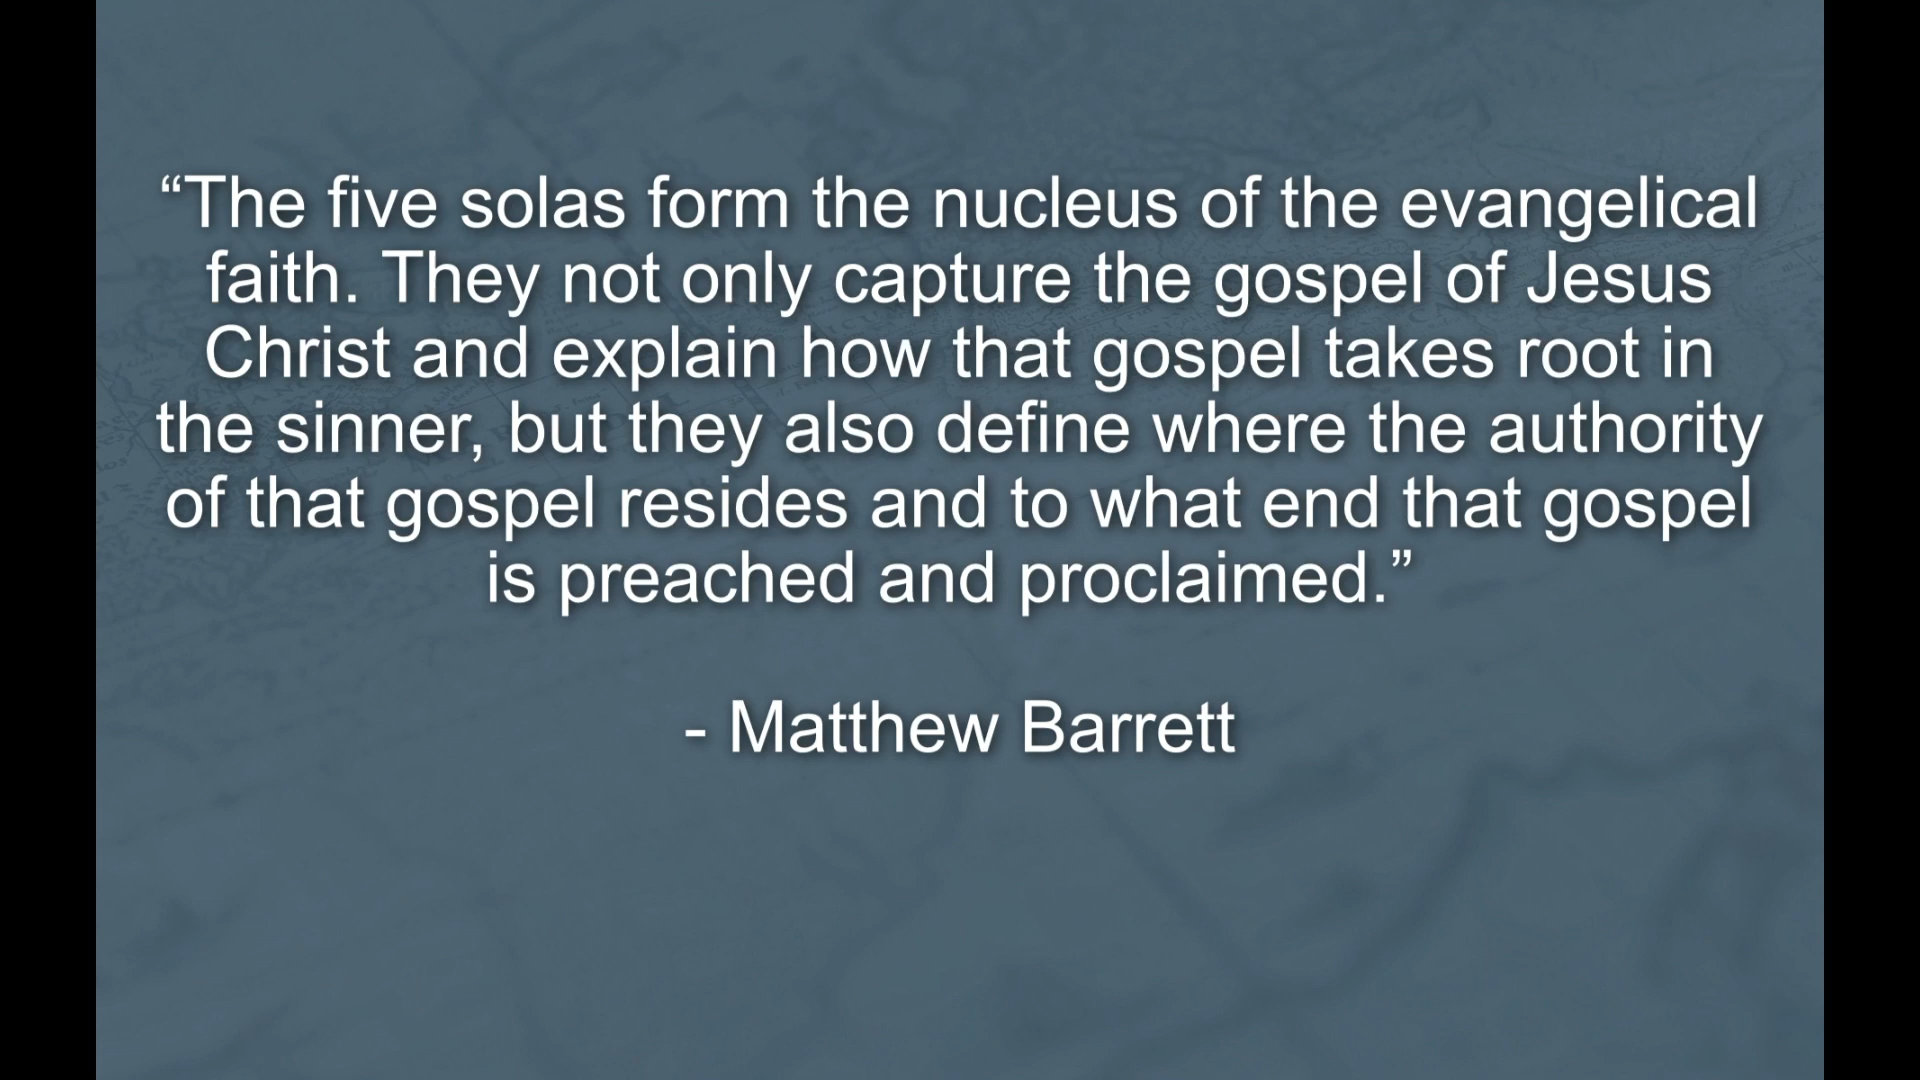 “The five solas form the nucleus of the evangelical
faith. They not only capture the gospel of Jesus
Christ and explain how that gospel takes root in
the sinner, but they also define where the authority
of that gospel resides and to what end that gospel
is preached and proclaimed.”
- Matthew Barrett